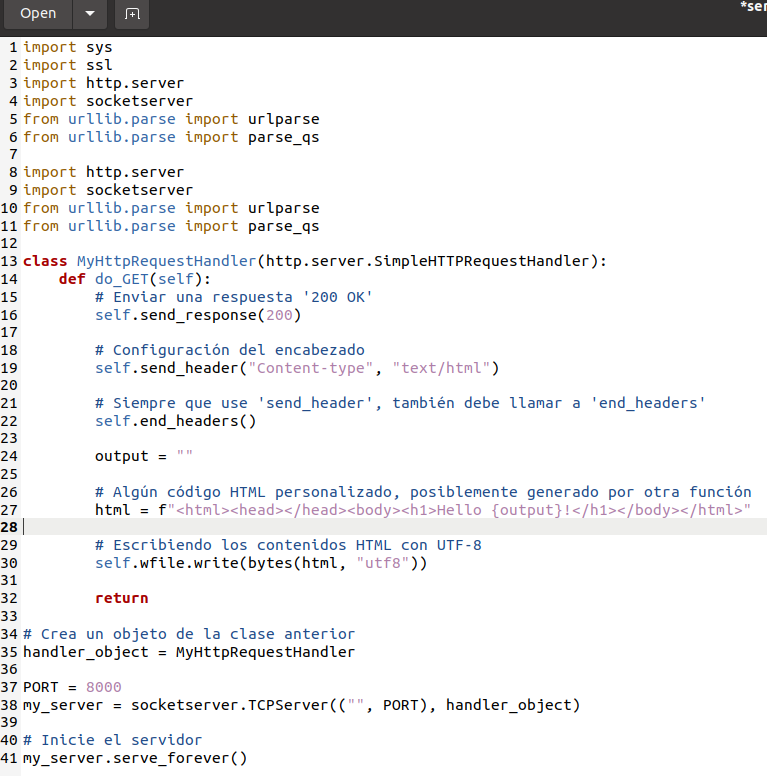 Open
*ser
1 import sys
2 import ssl
3 import http.server
4 import socketserver
5 from urllib.parse import urlparse
6 from urllib.parse import parse_qs
7
8 import http.server
9 import socketserver
10 from urllib.parse import urlparse
11 from urllib.parse import parse_qs
12
13 class MyHttpRequestHandler(http.server.SimpleHTTPRequestHandler):
14     def do_GET(self):
15         # Enviar una respuesta '200 OK'
16         self.send_response(200)
17
18         # Configuración del encabezado
19         self.send_header("Content-type", "text/html")
20
21         # Siempre que use 'send_header', también debe llamar a 'end_headers'
22         self.end_headers()
23
24         output = ""
25
26         # Algún código HTML personalizado, posiblemente generado por otra función
27         html = f"<html><head></head><body><h1>Hello {output}!</h1></body></html>"
28
29         # Escribiendo los contenidos HTML con UTF-8
30         self.wfile.write(bytes(html, "utf8"))
31
32         return
33
34 # Crea un objeto de la clase anterior
35 handler_object = MyHttpRequestHandler
36
37 PORT = 8000
38 my_server = socketserver.TCPServer(("", PORT), handler_object)
39
40 # Inicie el servidor
41 my_server.serve_forever()